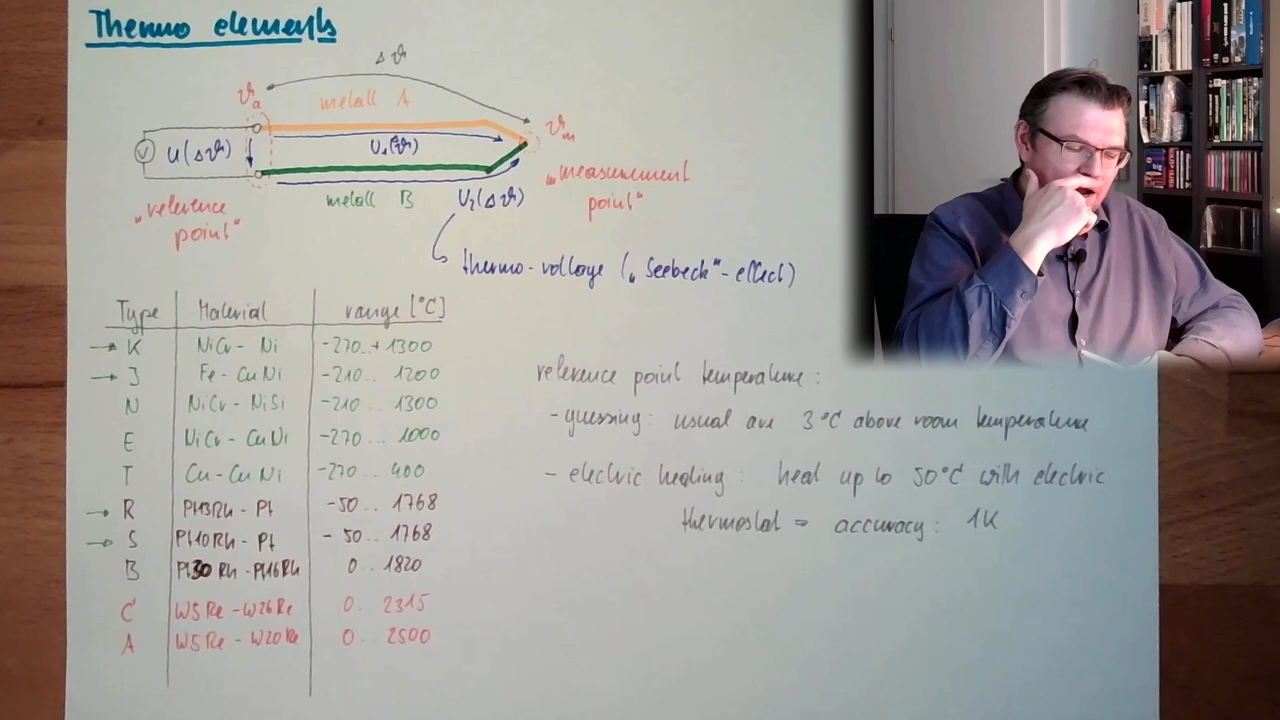 Thermo elements
Δϑ
ϑa
metall A
ϑm
V
U(Δϑ)
U1(ϑ)
"measurement
point"
"reference
point"
metall B
U2(Δϑ)
thermo-voltage ("Seebeck"-effect)
Type Material range [°C]
→ K NiCr - Ni -270..+1300
→ J Fe - CuNi -210... 1200
N NiCr - NiSi -210 ... 1300
E NiCr - CuNi -270 ... 1000
T Cu - CuNi -270 ... 400
→ R Pt13Rh - Pt -50 ... 1768
→ S Pt10Rh - Pt -50... 1768
B Pt30Rh - Pt6Rh 0... 1820
C W5Re - W26Re 0.. 2315
A W5Re - W20Re 0... 2500
reference point temperature:
- guessing: usual are 3°C above room temperature
- electric heating: heat up to 50°C with electric
thermostat ⇒ accuracy: 1K